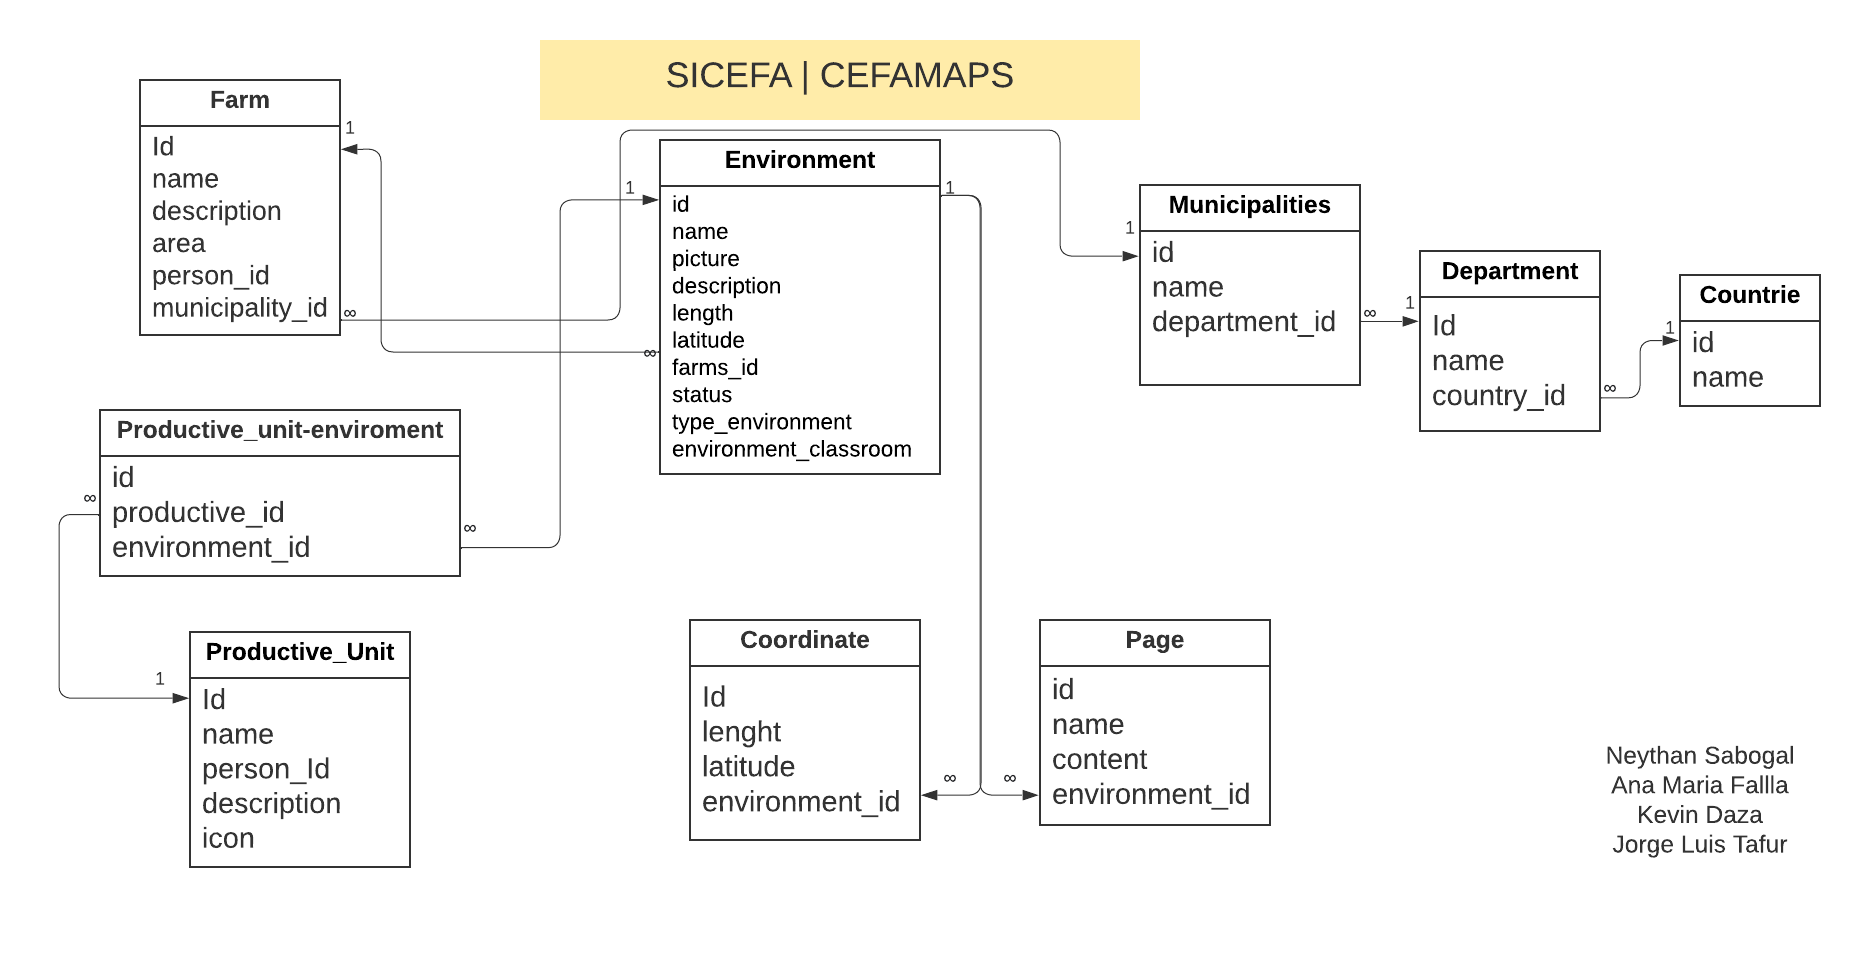 SICEFA | CEFAMAPS
Farm
Id
name
description
area
person_id
municipality_id
1
∞
Environment
id
name
picture
description
length
latitude
farms_id
status
type_environment
environment_classroom
1
1
∞
Municipalities
id
name
department_id
1
∞
Department
Id
name
country_id
1
∞
Countrie
id
name
1
Productive_unit-enviroment
id
productive_id
environment_id
∞
∞
Productive_Unit
Id
name
person_Id
description
icon
1
Coordinate
Id
lenght
latitude
environment_id
∞
Page
id
name
content
environment_id
∞
Neythan Sabogal
Ana Maria Fallla
Kevin Daza
Jorge Luis Tafur